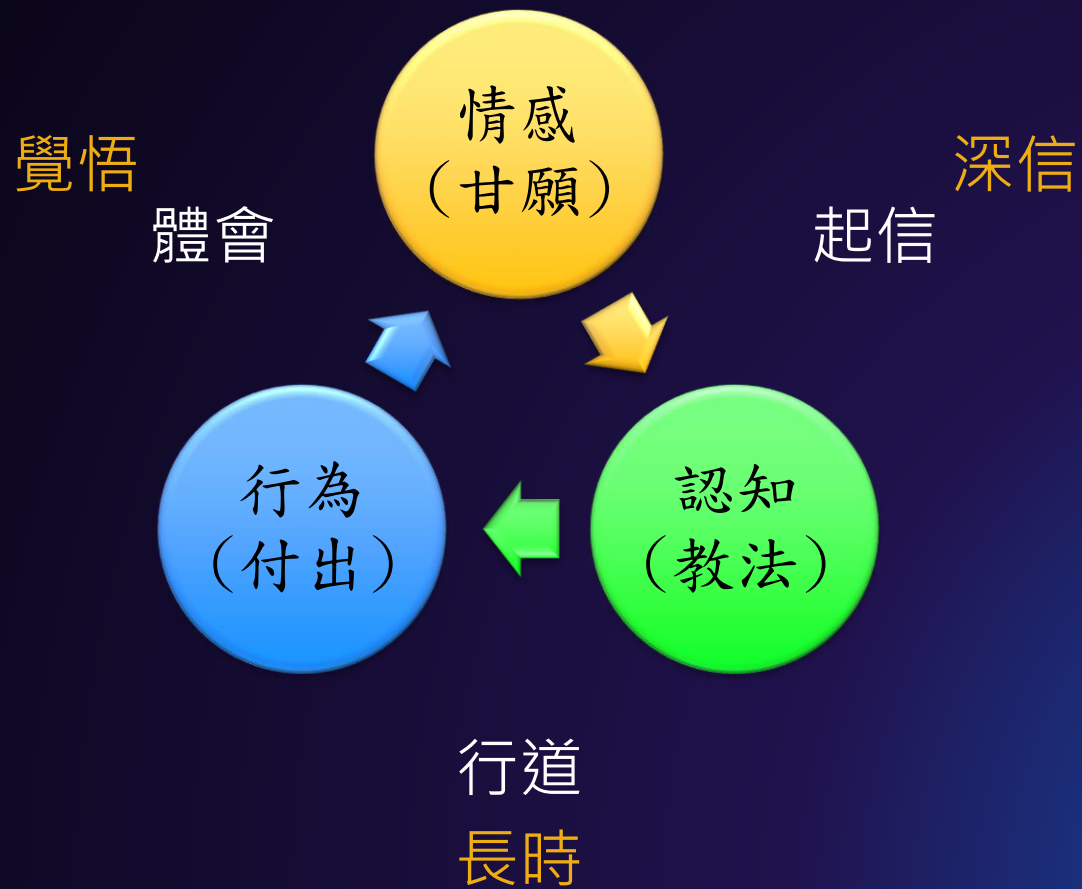 情感
（甘願）
覺悟
深信
體會
起信
行為
（付出）
認知
（教法）
行道
長時